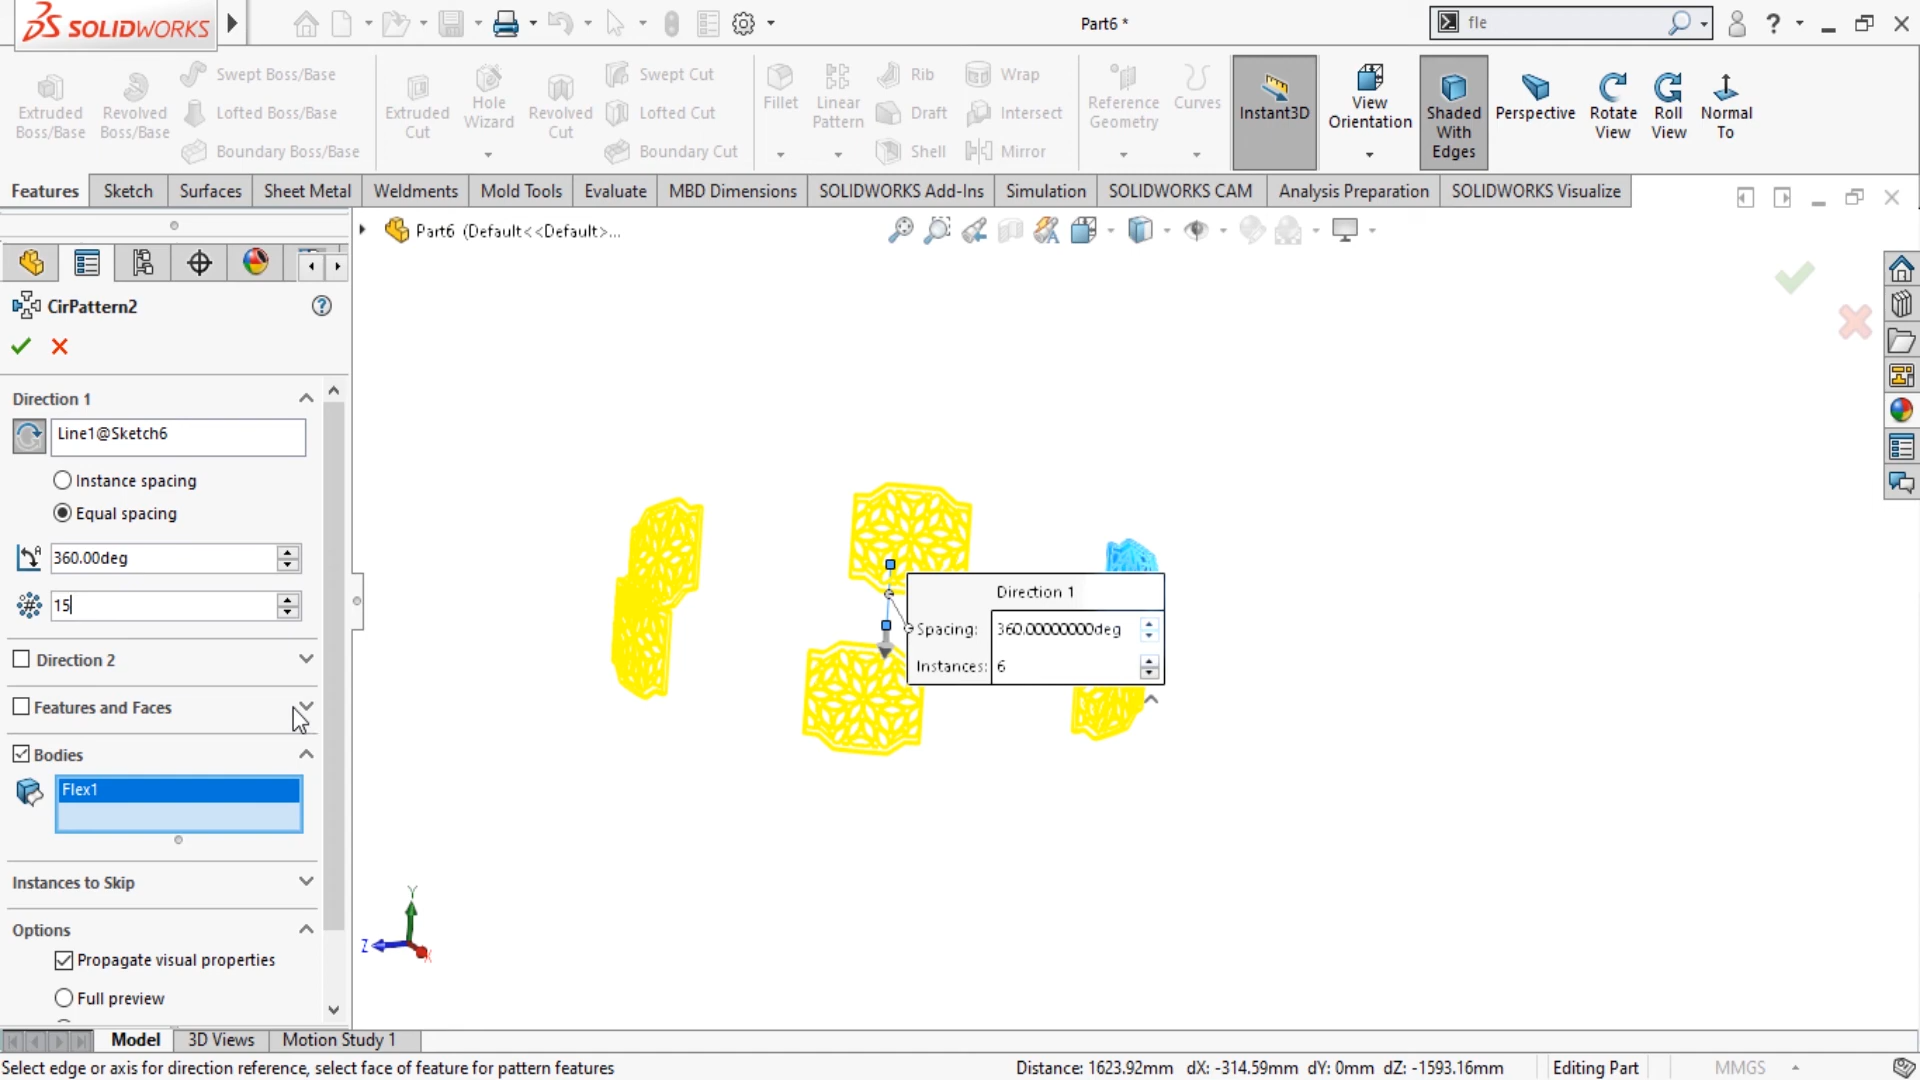 SOLIDWORKS
Part6 *
fle
Extruded Boss/Base
Revolved Boss/Base
Swept Boss/Base
Lofted Boss/Base
Boundary Boss/Base
Extruded Cut
Hole Wizard
Revolved Cut
Swept Cut
Lofted Cut
Boundary Cut
Fillet
Linear Pattern
Rib
Draft
Shell
Wrap
Intersect
Mirror
Reference Geometry
Curves
Instant3D
View Orientation
Shaded With Edges
Perspective
Rotate View
Roll View
Normal To
Features
Sketch
Surfaces
Sheet Metal
Weldments
Mold Tools
Evaluate
MBD Dimensions
SOLIDWORKS Add-Ins
Simulation
SOLIDWORKS CAM
Analysis Preparation
SOLIDWORKS Visualize
Part6 (Default<<Default>...
CirPattern2
Direction 1
Line1@Sketch6
Instance spacing
Equal spacing
360.00deg
15
Direction 2
Features and Faces
Bodies
Flex1
Instances to Skip
Options
Propagate visual properties
Full preview
Direction 1
Spacing: 360.00000000deg
Instances: 6
Y
Z
X
Model
3D Views
Motion Study 1
Select edge or axis for direction reference, select face of feature for pattern features
Distance: 1623.92mm dX: -314.59mm dY: 0mm dZ: -1593.16mm
Editing Part
MMGS